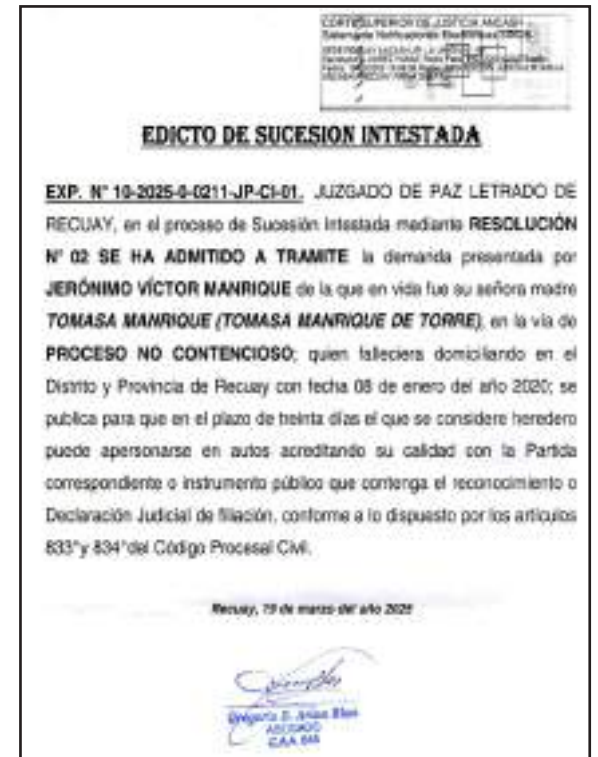 CORTE SUPERIOR DE JUSTICIA ANCASH
EDICTO DE SUCESION INTESTADA
EXP. N° 10-2025-0-0211-JP-CI-01. JUZGADO DE PAZ LETRADO DE
RECUAY, en el proceso de Sucesión Intestada mediante RESOLUCIÓN
N° 02 SE HA ADMITIDO A TRAMITE la demanda presentada por
JERÓNIMO VÍCTOR MANRIQUE de la que en vida fue su señora madre
TOMASA MANRIQUE (TOMASA MANRIQUE DE TORRE), en la vía de
PROCESO NO CONTENCIOSO; quien falleciera domiciliando en el
Distrito y Provincia de Recuay con fecha 08 de enero del año 2020; se
publica para que en el plazo de treinta días el que se considere heredero
puede apersonarse en autos acreditando su calidad con la Partida
correspondiente o instrumento público que contenga el reconocimiento o
Declaración Judicial de filiación, conforme a lo dispuesto por los artículos
833°y 834°del Código Procesal Civil.
Recuay, 19 de marzo del año 2025
ABOGADO